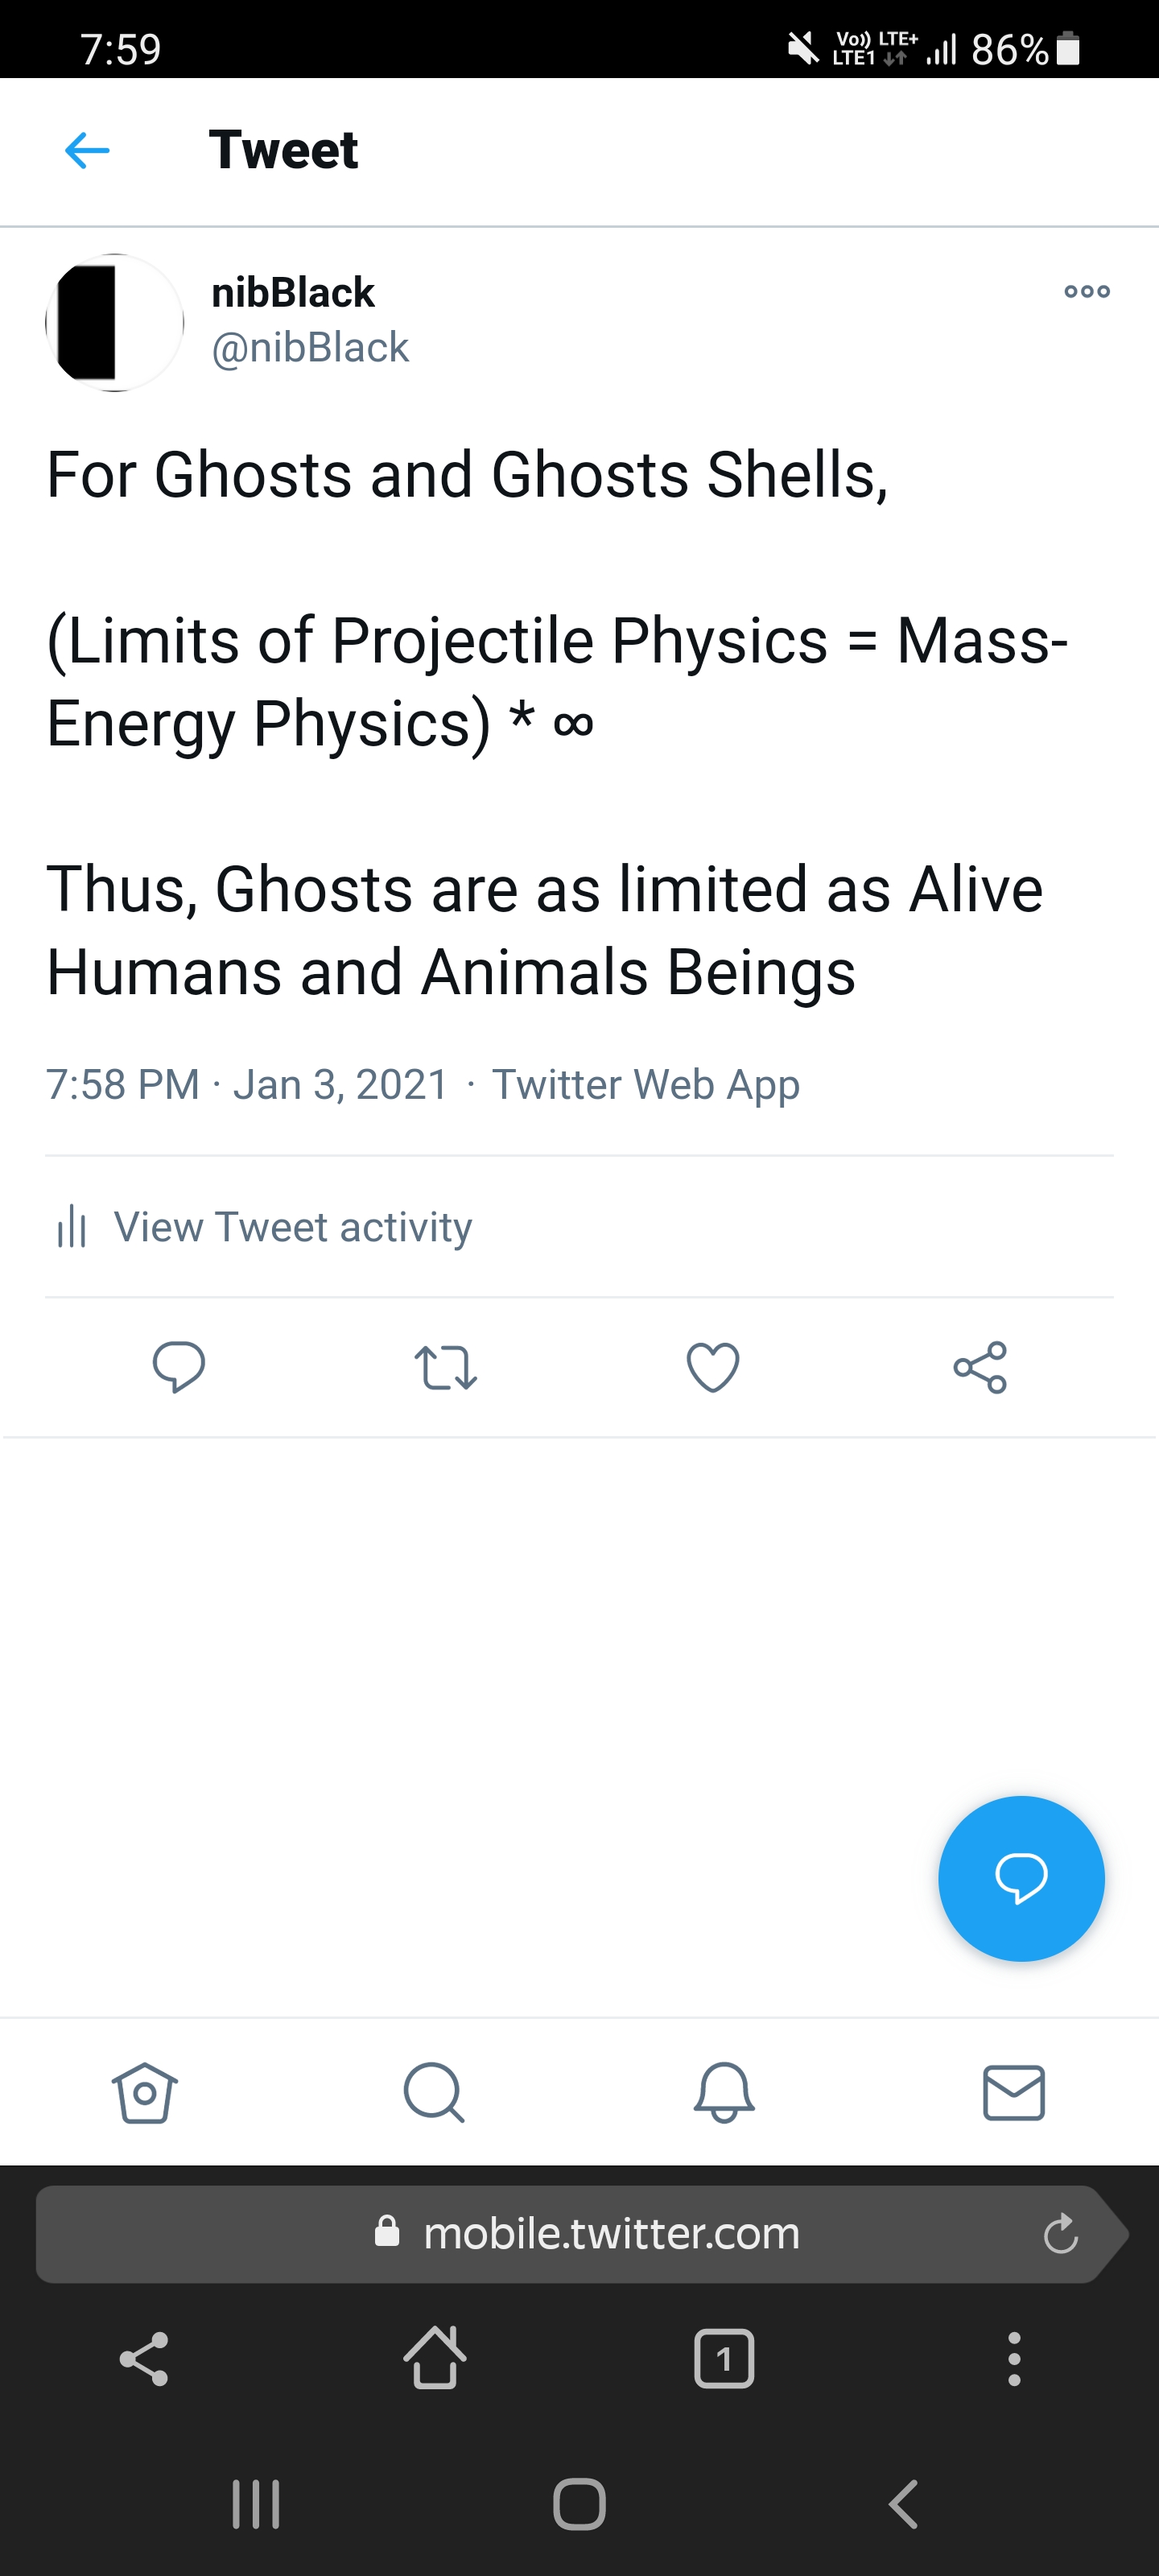 7:59
Vo)) LTE+
LTE1
86%
Tweet
nibBlack
@nibBlack
For Ghosts and Ghosts Shells,
(Limits of Projectile Physics = Mass-
Energy Physics) * ∞
Thus, Ghosts are as limited as Alive
Humans and Animals Beings
7:58 PM · Jan 3, 2021 · Twitter Web App
View Tweet activity
mobile.twitter.com
1